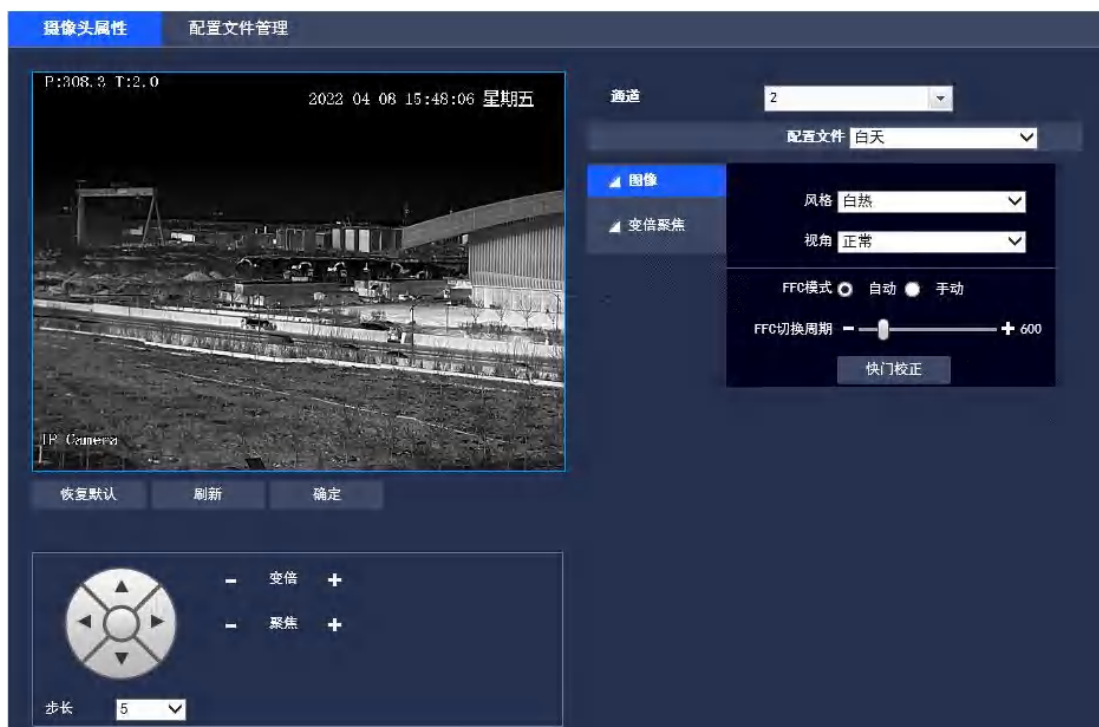 摄像头属性 配置文件管理
P:308.3 T:2.0
2022 04 08 15:48:06 星期五
IP Camera
恢复默认 刷新 确定
- 变倍 +
- 聚焦 +
步长 5
通道 2
配置文件 白天
图像
变倍聚焦
风格 白热
视角 正常
FFC模式 自动 手动
FFC切换周期 - + 600
快门校正